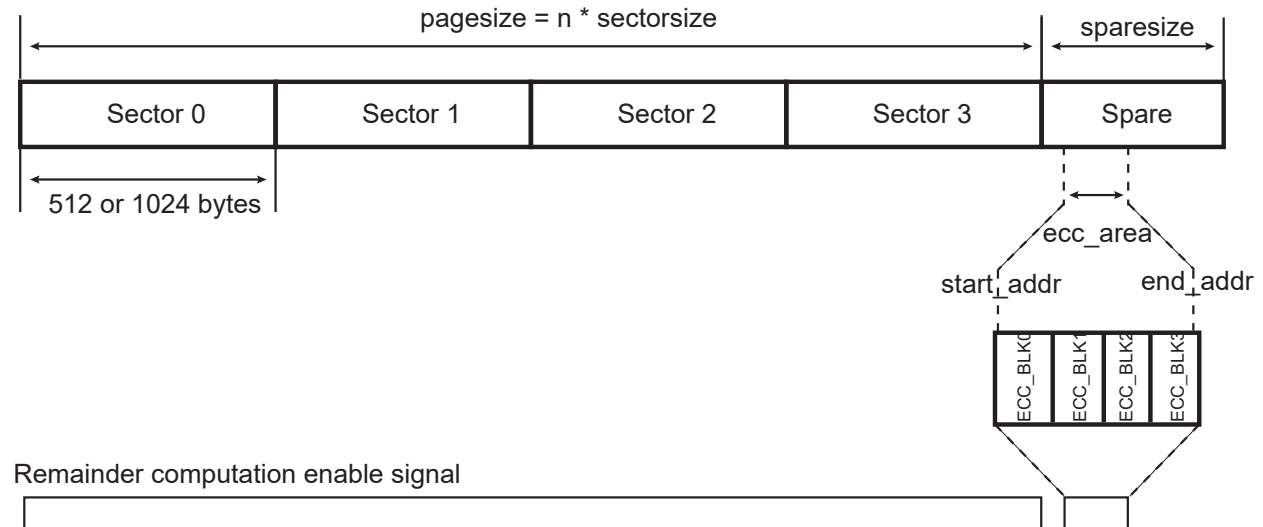 pagesize = n * sectorsize
sparesize
Sector 0
Sector 1
Sector 2
Sector 3
Spare
512 or 1024 bytes
ecc_area
start_addr
end_addr
ECC_BLK0
ECC_BLK1
ECC_BLK2
ECC_BLK3
Remainder computation enable signal